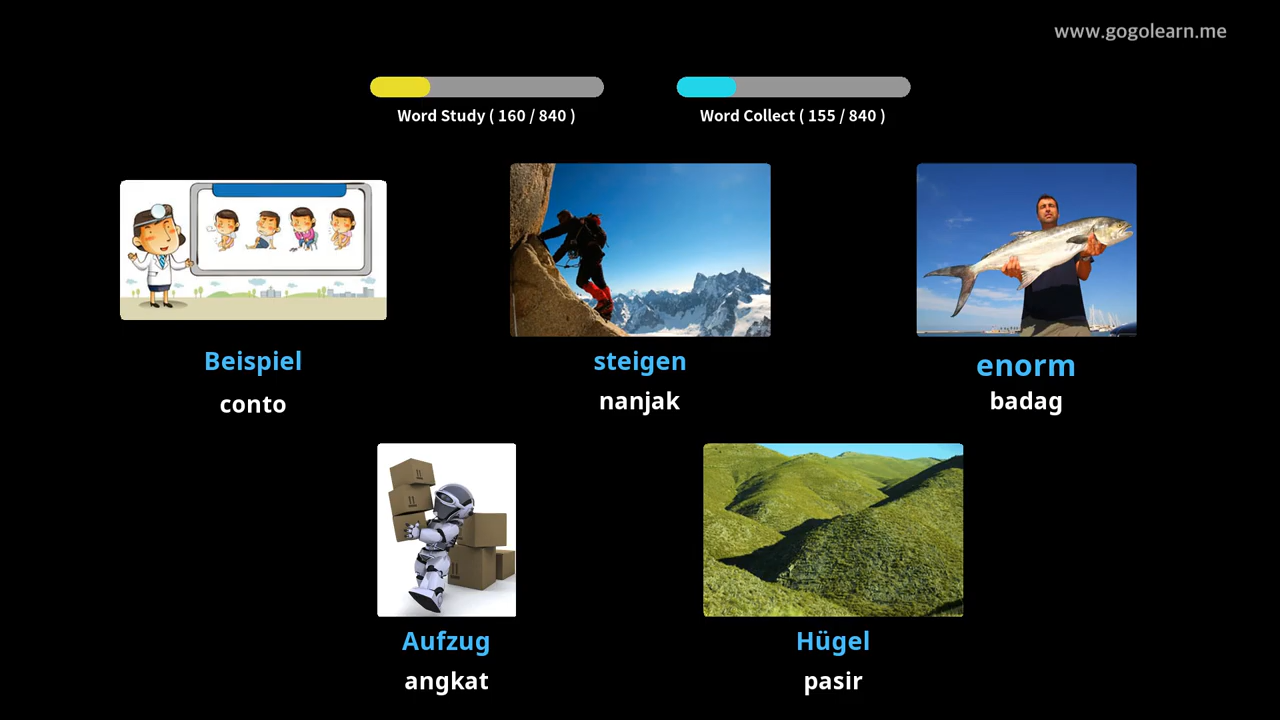 www.gogolearn.me
Word Study ( 160 / 840 )
Word Collect ( 155 / 840 )
Beispiel
conto
steigen
nanjak
enorm
badag
Aufzug
angkat
Hügel
pasir